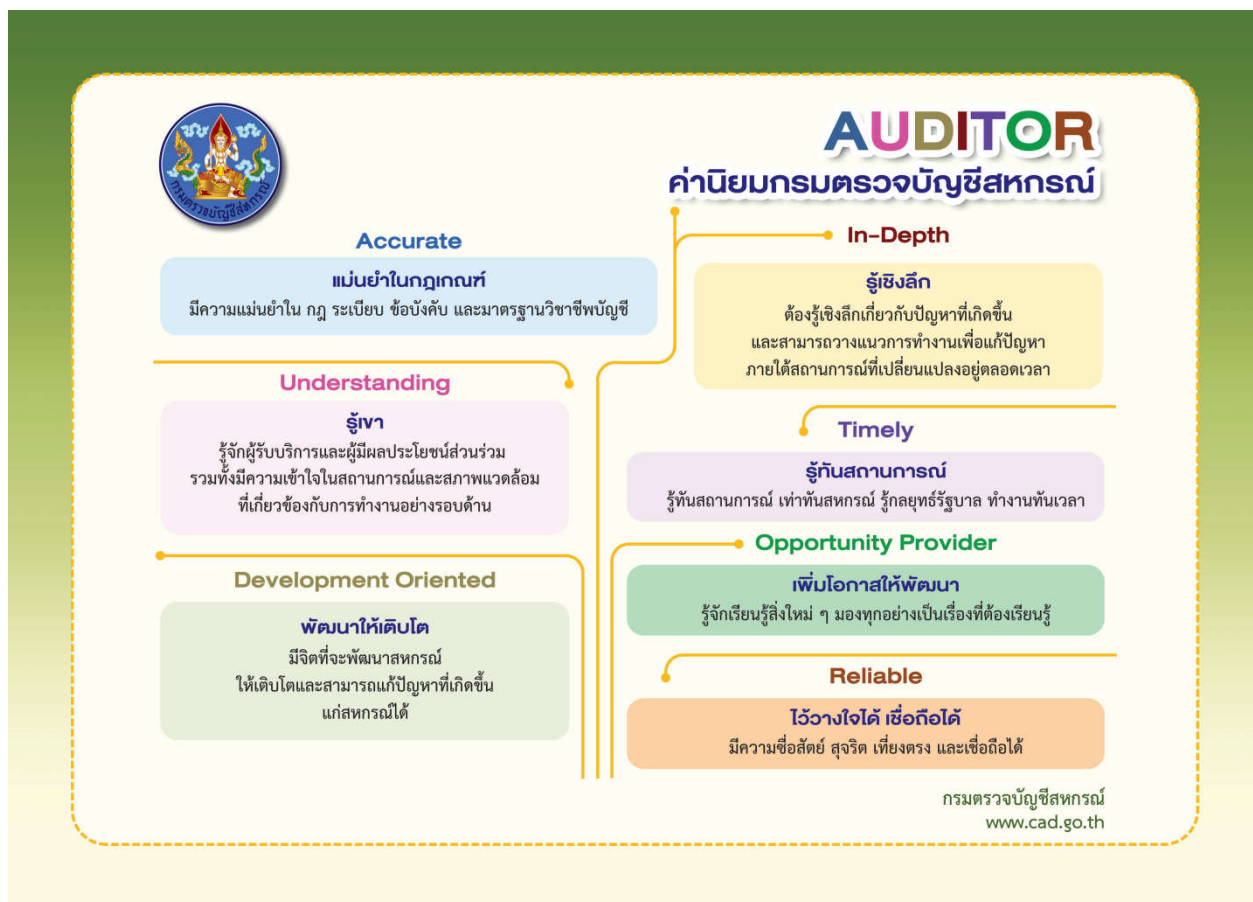 กรมตรวจบัญชีสหกรณ์
AUDITOR
ค่านิยมกรมตรวจบัญชีสหกรณ์
Accurate
แม่นยำในกฎเกณฑ์
มีความแม่นยำใน กฎ ระเบียบ ข้อบังคับ และมาตรฐานวิชาชีพบัญชี
Understanding
รู้เขา
รู้จักผู้รับบริการและผู้มีผลประโยชน์ส่วนร่วม
รวมทั้งมีความเข้าใจในสถานการณ์และสภาพแวดล้อม
ที่เกี่ยวข้องกับการทำงานอย่างรอบด้าน
Development Oriented
พัฒนาให้เติบโต
มีจิตที่จะพัฒนาสหกรณ์
ให้เติบโตและสามารถแก้ปัญหาที่เกิดขึ้น
แก่สหกรณ์ได้
In-Depth
รู้เชิงลึก
ต้องรู้เชิงลึกเกี่ยวกับปัญหาที่เกิดขึ้น
และสามารถวางแนวการทำงานเพื่อแก้ปัญหา
ภายใต้สถานการณ์ที่เปลี่ยนแปลงอยู่ตลอดเวลา
Timely
รู้ทันสถานการณ์
รู้ทันสถานการณ์ เท่าทันสหกรณ์ รู้กลยุทธ์รัฐบาล ทำงานทันเวลา
Opportunity Provider
เพิ่มโอกาสให้พัฒนา
รู้จักเรียนรู้สิ่งใหม่ ๆ มองทุกอย่างเป็นเรื่องที่ต้องเรียนรู้
Reliable
ไว้วางใจได้ เชื่อถือได้
มีความซื่อสัตย์ สุจริต เที่ยงตรง และเชื่อถือได้
กรมตรวจบัญชีสหกรณ์
www.cad.go.th